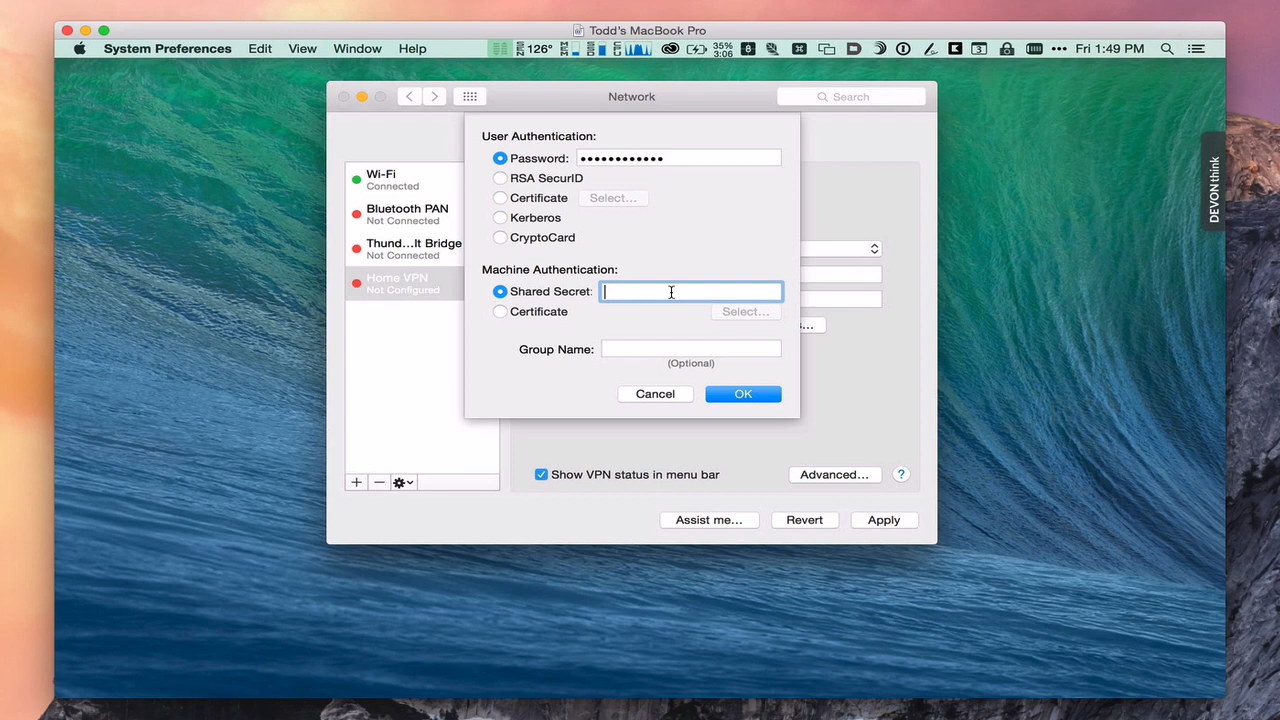 Todd's MacBook Pro
System Preferences Edit View Window Help 126° 35% 3:06 Fri 1:49 PM
Network
Search
User Authentication:
Password: ••••••••••••
RSA SecurID
Certificate Select...
Kerberos
CryptoCard
Machine Authentication:
Shared Secret:
Certificate Select...
Group Name:
(Optional)
Cancel OK
Wi-Fi
Connected
Bluetooth PAN
Not Connected
Thund...lt Bridge
Not Connected
Home VPN
Not Configured
s...
Show VPN status in menu bar Advanced... ?
Assist me... Revert Apply
DEVONthink